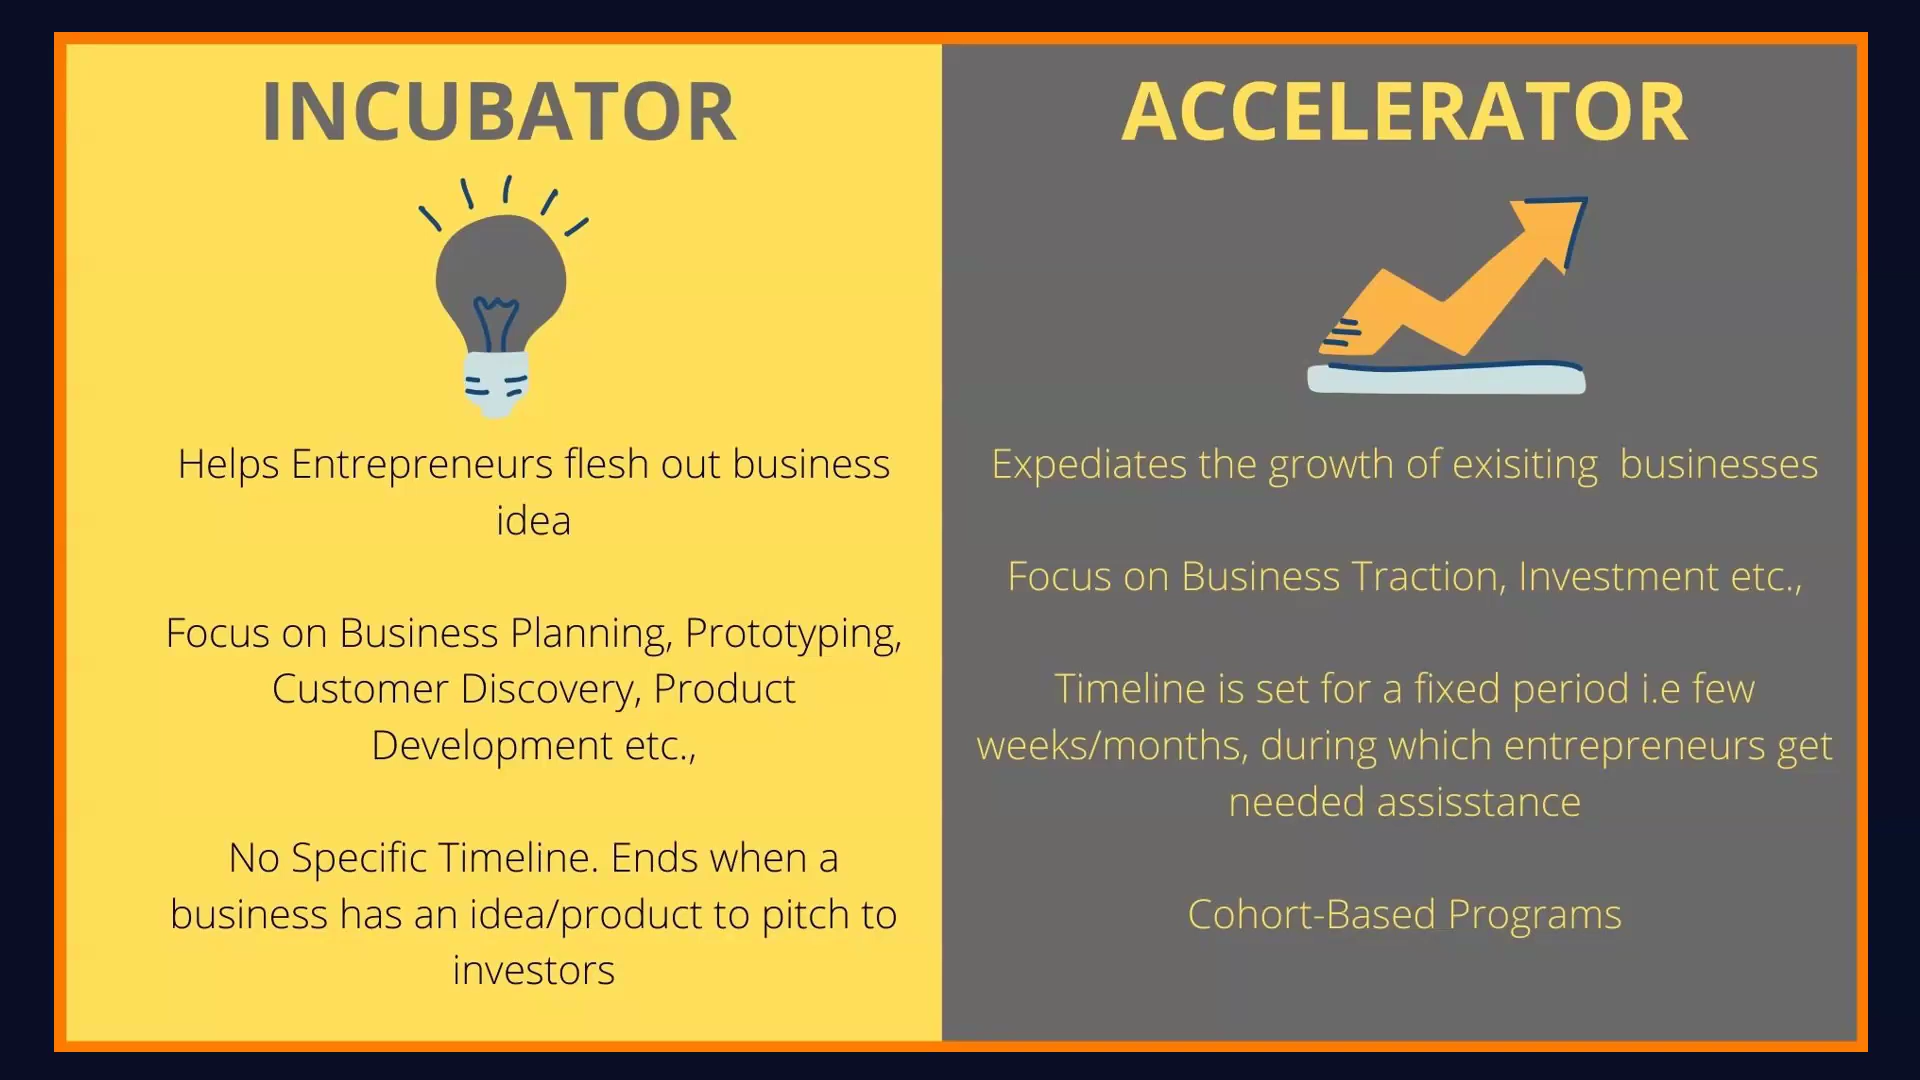 INCUBATOR
Helps Entrepreneurs flesh out business
idea
Focus on Business Planning, Prototyping,
Customer Discovery, Product
Development etc.,
No Specific Timeline. Ends when a
business has an idea/product to pitch to
investors
ACCELERATOR
Expediates the growth of exisiting businesses
Focus on Business Traction, Investment etc.,
Timeline is set for a fixed period i.e few
weeks/months, during which entrepreneurs get
needed assisstance
Cohort-Based Programs